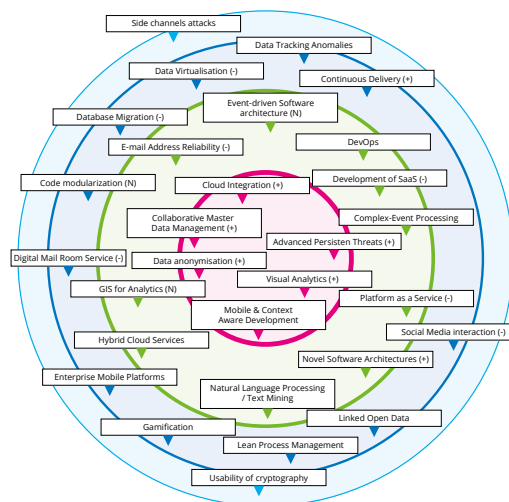 Side channels attacks
Data Tracking Anomalies
Data Virtualisation (-)
Continuous Delivery (+)
Event-driven Software
architecture (N)
Database Migration (-)
E-mail Address Reliability (-)
DevOps
Code modularization (N)
Cloud Integration (+)
Development of SaaS (-)
Collaborative Master
Data Management (+)
Complex-Event Processing
Advanced Persisten Threats (+)
Digital Mail Room Service (-)
Data anonymisation (+)
Visual Analytics (+)
GIS for Analytics (N)
Platform as a Service (-)
Mobile & Context
Aware Development
Social Media interaction (-)
Hybrid Cloud Services
Novel Software Architectures (+)
Enterprise Mobile Platforms
Natural Language Processing
/ Text Mining
Linked Open Data
Gamification
Lean Process Management
Usability of cryptography